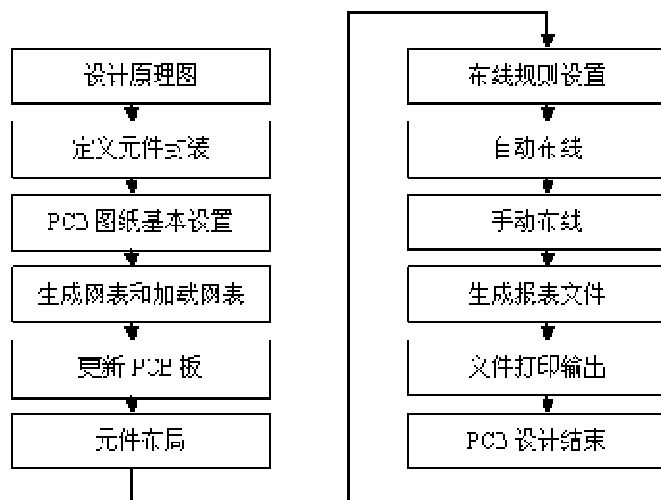 设计原理图
定义元件封装
PCB 图纸基本设置
生成网表和加载网表
更新 PCB 板
元件布局
布线规则设置
自动布线
手动布线
生成报表文件
文件打印输出
PCB 设计结束